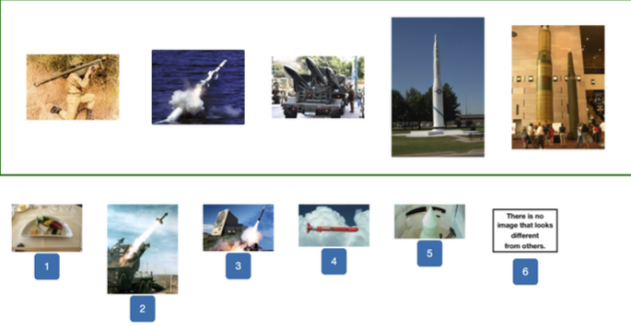 1
2
3
4
5
There is no
image that looks
different
from others.
6